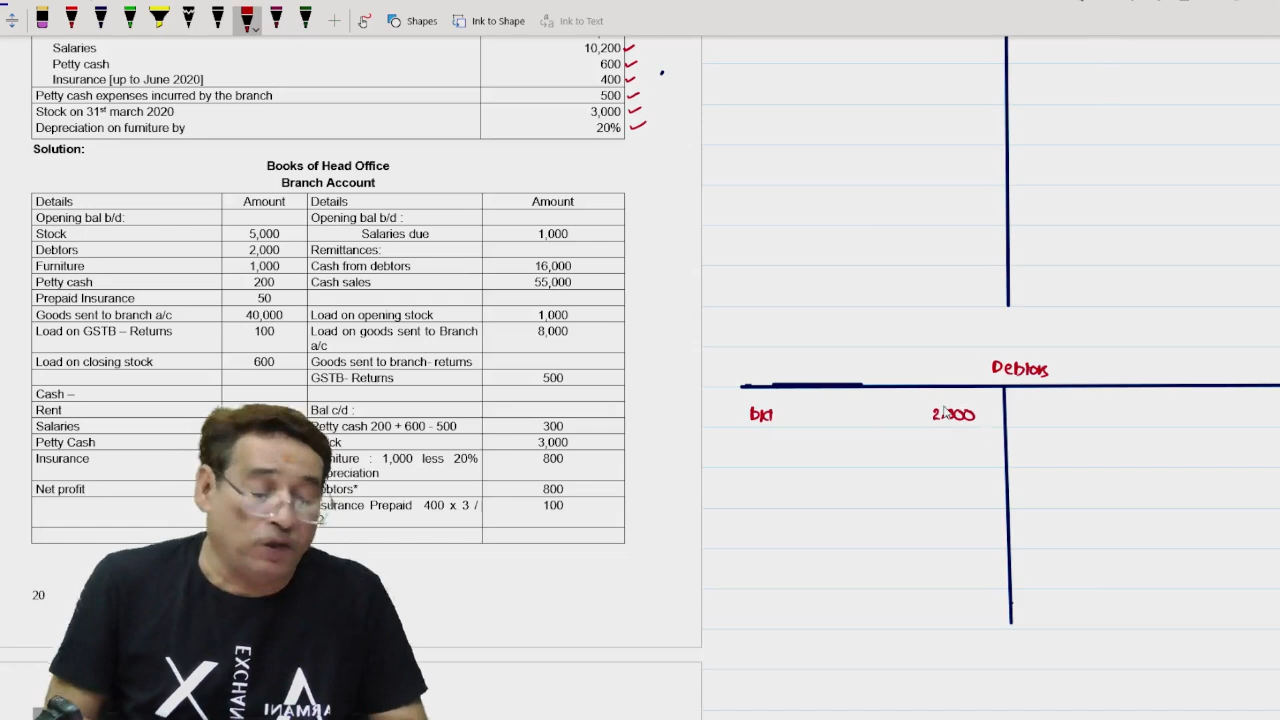 Shapes Ink to Shape Ink to Text
Salaries 10,200
Petty cash 600
Insurance [up to June 2020] 400
Petty cash expenses incurred by the branch 500
Stock on 31st march 2020 3,000
Depreciation on furniture by 20%
Solution:
Books of Head Office
Branch Account
Details Amount Details Amount
Opening bal b/d: Opening bal b/d :
Stock 5,000 Salaries due 1,000
Debtors 2,000 Remittances:
Furniture 1,000 Cash from debtors 16,000
Petty cash 200 Cash sales 55,000
Prepaid Insurance 50
Goods sent to branch a/c 40,000 Load on opening stock 1,000
Load on GSTB – Returns 100 Load on goods sent to Branch a/c 8,000
Load on closing stock 600 Goods sent to branch- returns
GSTB- Returns 500
Cash –
Rent Bal c/d :
Salaries Petty cash 200 + 600 - 500 300
Petty Cash 3,000
Insurance : 1,000 less 20% 800
Net profit 800
Prepaid 400 x 3 / 100
20
Debtors
b/d
EXCHAN
A X
ARMANI